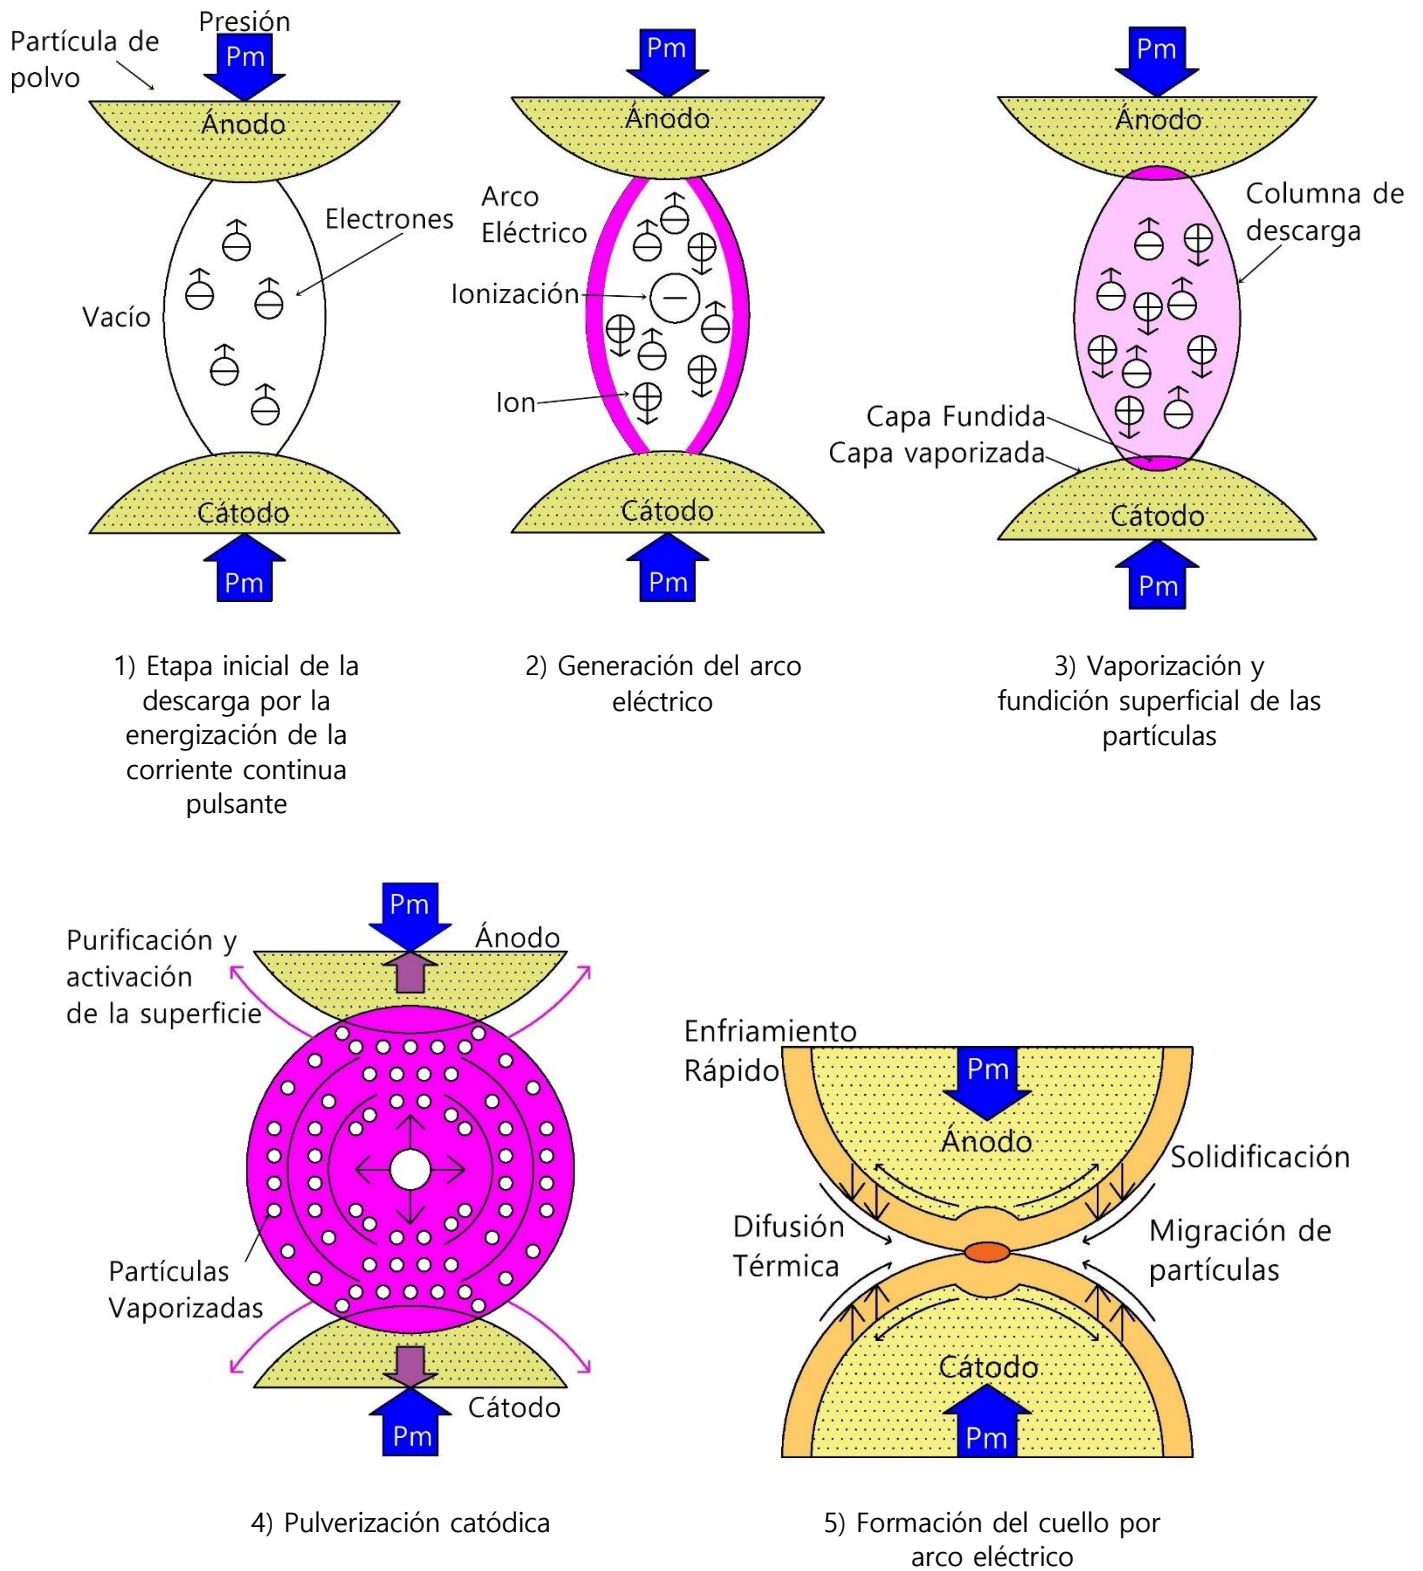 Presión
Partícula de
polvo
Pm
Ánodo
Electrones
Vacío
Cátodo
Pm
1) Etapa inicial de la
descarga por la
energización de la
corriente continua
pulsante
Pm
Ánodo
Arco
Eléctrico
Ionización
Ion
Cátodo
Pm
2) Generación del arco
eléctrico
Pm
Ánodo
Columna de
descarga
Capa Fundida
Capa vaporizada
Cátodo
Pm
3) Vaporización y
fundición superficial de las
partículas
Pm
Ánodo
Purificación y
activación
de la superficie
Partículas
Vaporizadas
Cátodo
Pm
4) Pulverización catódica
Enfriamiento
Rápido
Pm
Ánodo
Solidificación
Difusión
Térmica
Migración de
partículas
Cátodo
Pm
5) Formación del cuello por
arco eléctrico